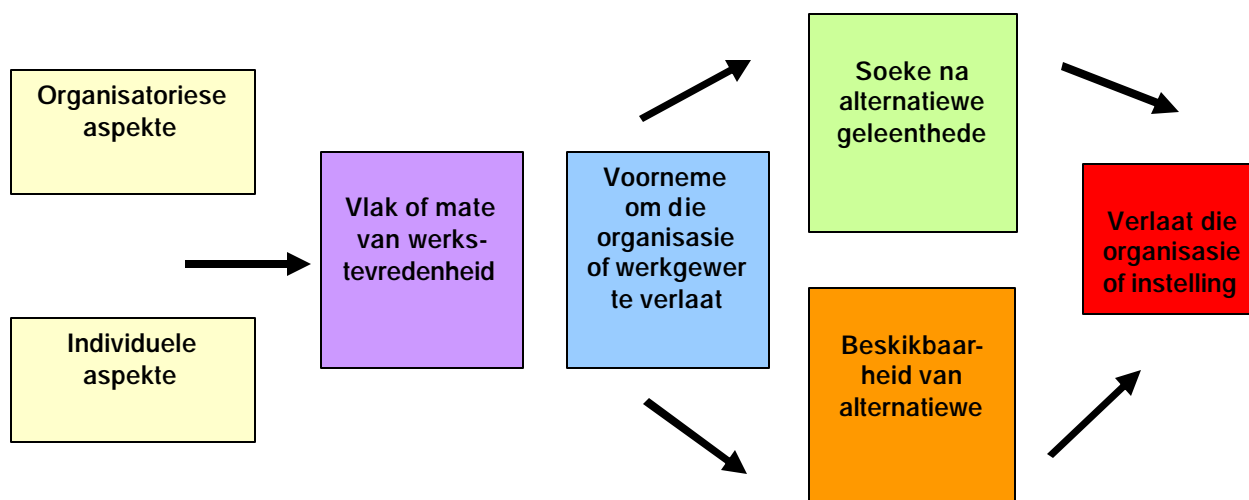 Organisatoriese
aspekte
Individuele
aspekte
Vlak of mate
van werks-
tevredenheid
Voorneme
om die
organisasie
of werkgewer
te verlaat
Soeke na
alternatiewe
geleenthede
Beskikbaar-
heid van
alternatiewe
Verlaat die
organisasie
of instelling